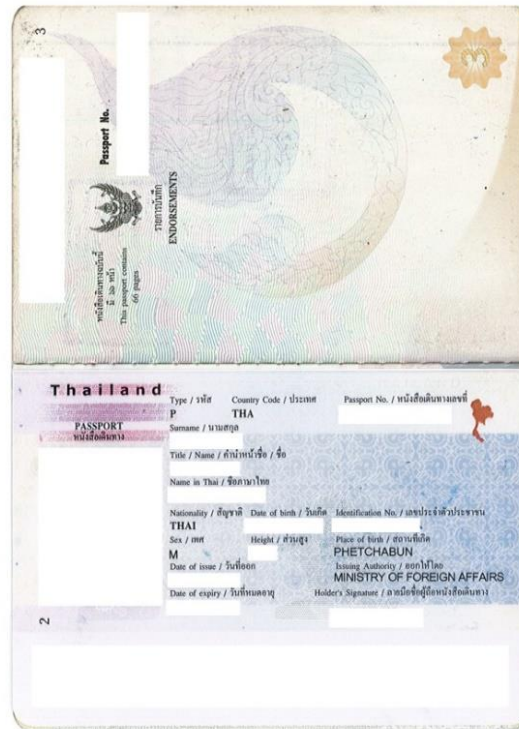 3
Passport No.
หนังสือเดินทางฉบับนี้
มี ๖๖ หน้า
This passport contains
66 pages
รายการบันทึก
ENDORSEMENTS
๓
Thailand
PASSPORT
หนังสือเดินทาง
Type / รหัส Country Code / ประเทศ Passport No. / หนังสือเดินทางเลขที่
P THA
Surname / นามสกุล
Title / Name / คำนำหน้าชื่อ / ชื่อ
Name in Thai / ชื่อภาษาไทย
Nationality / สัญชาติ Date of birth / วันเกิด Identification No. / เลขประจำตัวประชาชน
THAI
Sex / เพศ Height / ส่วนสูง Place of birth / สถานที่เกิด
M PHETCHABUN
Date of issue / วันที่ออก Issuing Authority / ออกให้โดย
MINISTRY OF FOREIGN AFFAIRS
Date of expiry / วันที่หมดอายุ Holder's Signature / ลายมือชื่อผู้ถือหนังสือเดินทาง
2